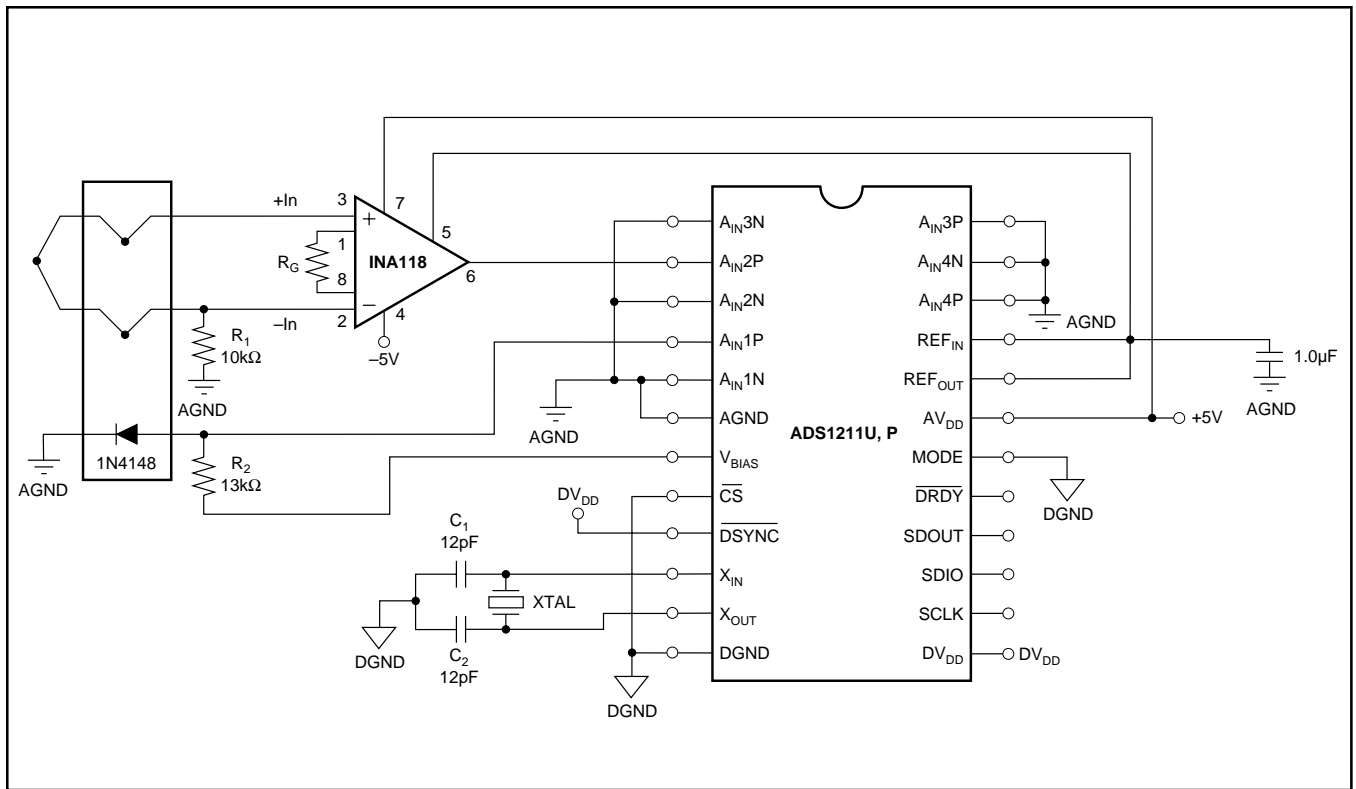 +In
3
7
+
1
5
INA118
RG
8
6
–
–In
2
4
–5V
R1
10kΩ
AGND
1N4148
AGND
R2
13kΩ
AIN3N
AIN2P
AIN2N
AIN1P
AIN1N
AGND
AGND
VBIAS
CS
DVDD
DSYNC
C1
12pF
XIN
XTAL
XOUT
DGND
C2
12pF
DGND
DGND
ADS1211U, P
AIN3P
AIN4N
AIN4P
AGND
REFIN
1.0µF
REFOUT
AGND
AVDD
+5V
MODE
DRDY
DGND
SDOUT
SDIO
SCLK
DVDD
DVDD